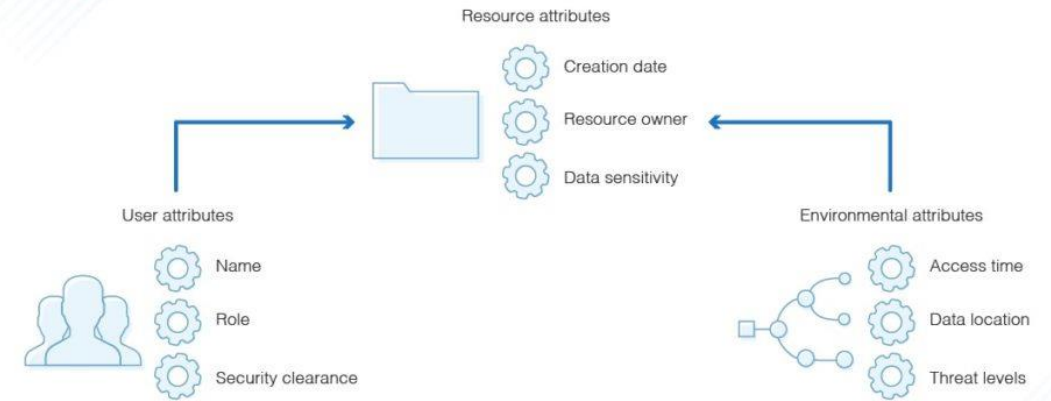 Resource attributes
Creation date
Resource owner
Data sensitivity
User attributes
Name
Role
Security clearance
Environmental attributes
Access time
Data location
Threat levels